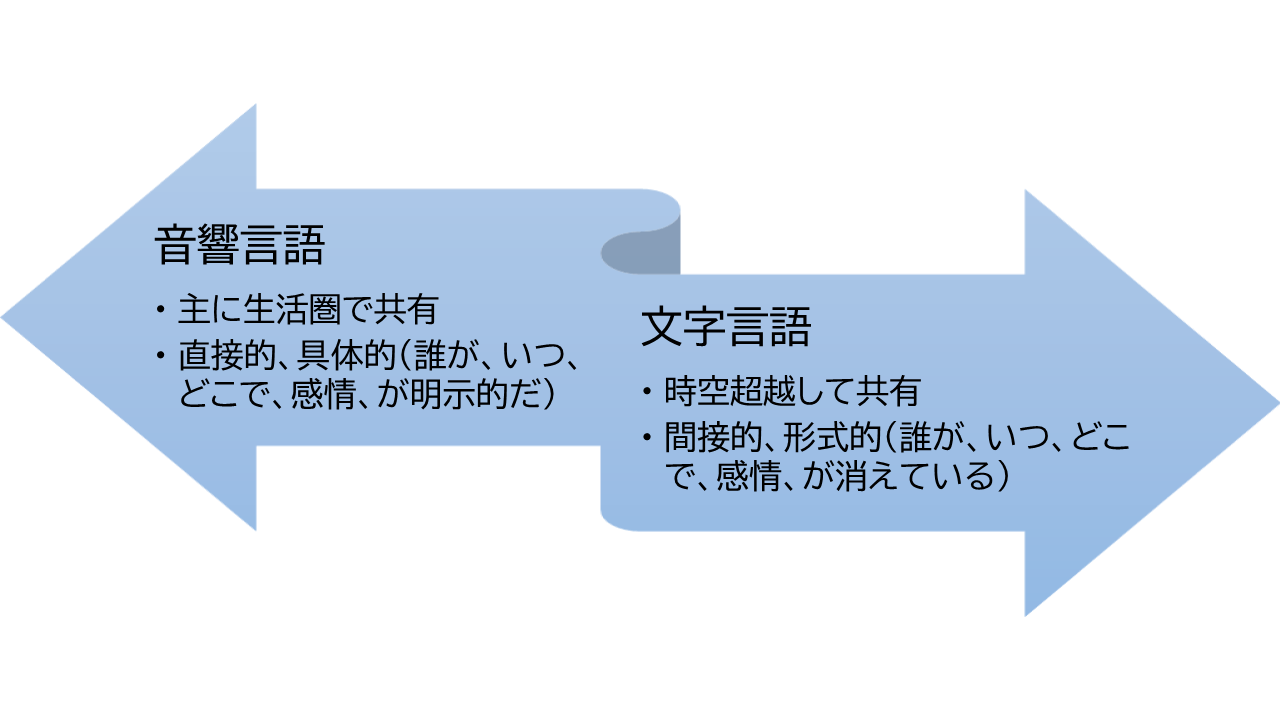 音響言語
・主に生活圏で共有
・直接的、具体的（誰が、いつ、
どこで、感情、が明示的だ）
文字言語
・時空超越して共有
・間接的、形式的（誰が、いつ、どこ
で、感情、が消えている）